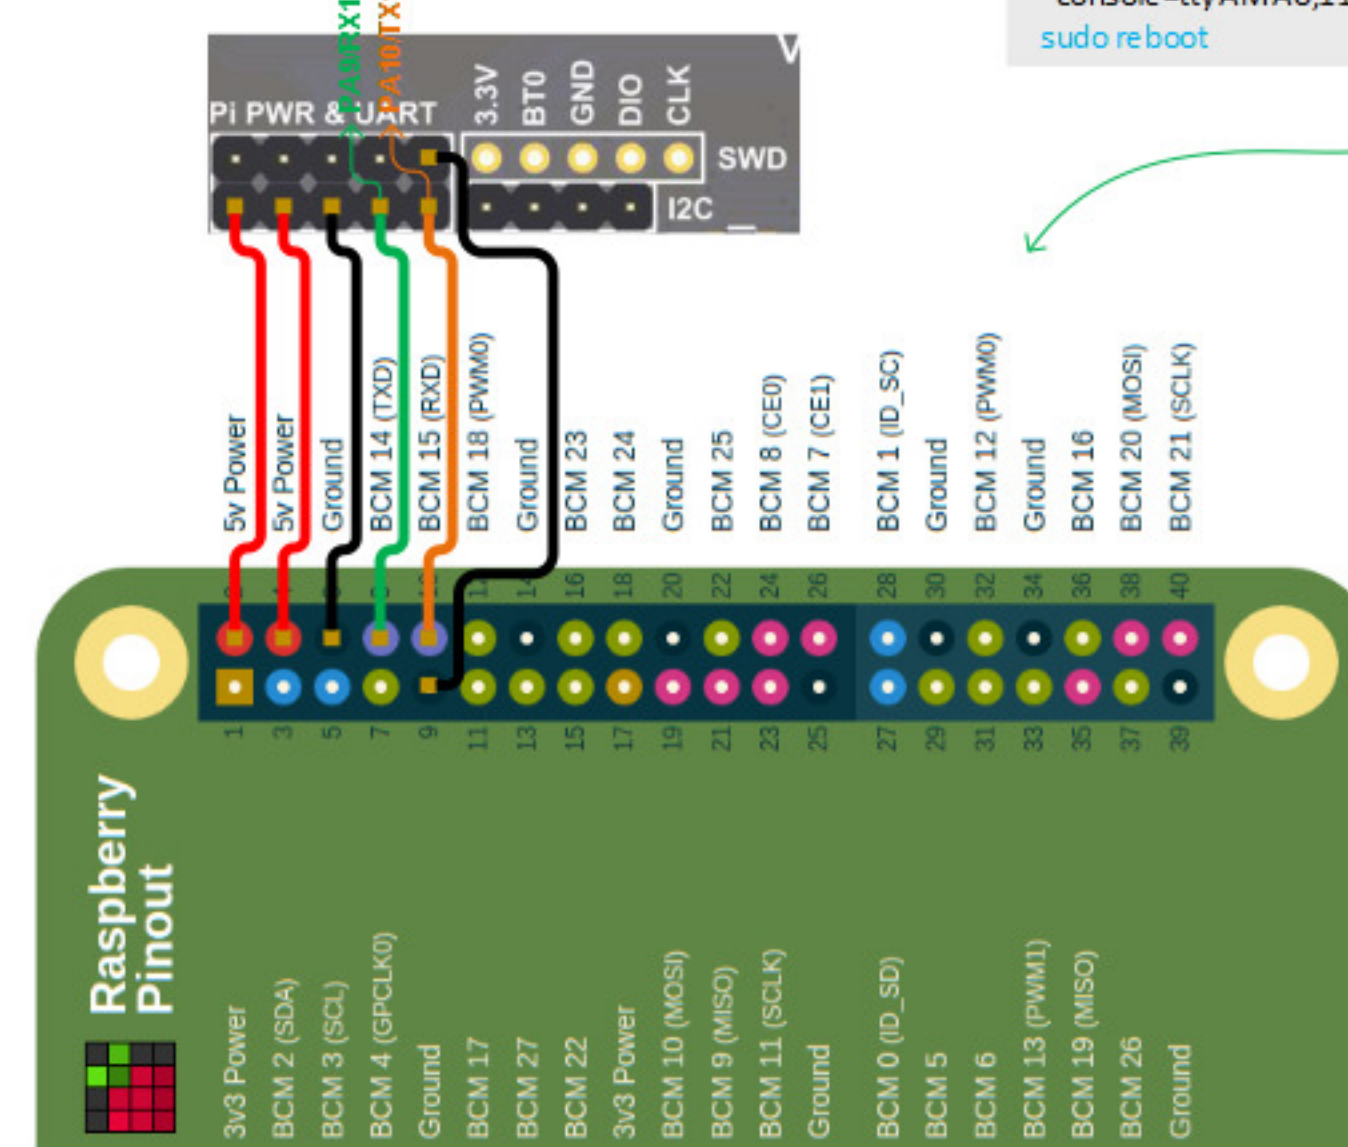 sudo reboot
PA9/RX1
PA10/TX
Pi PWR & UART
3.3V
BT0
GND
DIO
CLK
SWD
I2C
5v Power
5v Power
Ground
BCM 14 (TXD)
BCM 15 (RXD)
BCM 18 (PWM0)
Ground
BCM 23
BCM 24
Ground
BCM 25
BCM 8 (CE0)
BCM 7 (CE1)
BCM 1 (ID_SC)
Ground
BCM 12 (PWM0)
Ground
BCM 16
BCM 20 (MOSI)
BCM 21 (SCLK)
14
16
18
20
22
24
26
28
30
32
34
36
38
40
1
3
5
7
9
11
13
15
17
19
21
23
25
27
29
31
33
35
37
39
Raspberry
Pinout
3v3 Power
BCM 2 (SDA)
BCM 3 (SCL)
BCM 4 (GPCLK0)
Ground
BCM 17
BCM 27
BCM 22
3v3 Power
BCM 10 (MOSI)
BCM 9 (MISO)
BCM 11 (SCLK)
Ground
BCM 0 (ID_SD)
BCM 5
BCM 6
BCM 13 (PWM1)
BCM 19 (MISO)
BCM 26
Ground